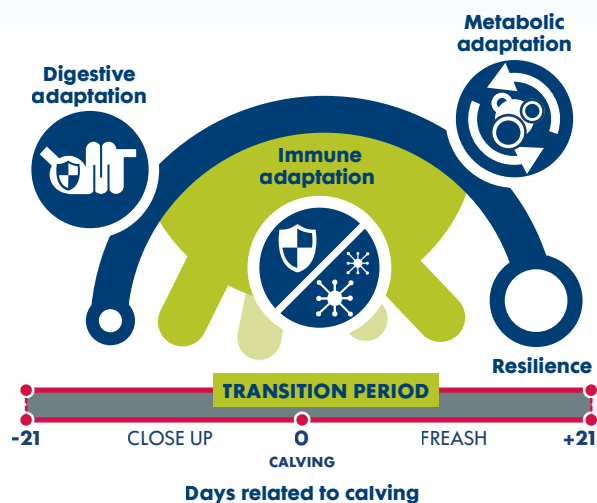 Metabolic
adaptation
Digestive
adaptation
Immune
adaptation
Resilience
TRANSITION PERIOD
-21 CLOSE UP 0 FREASH +21
CALVING
Days related to calving